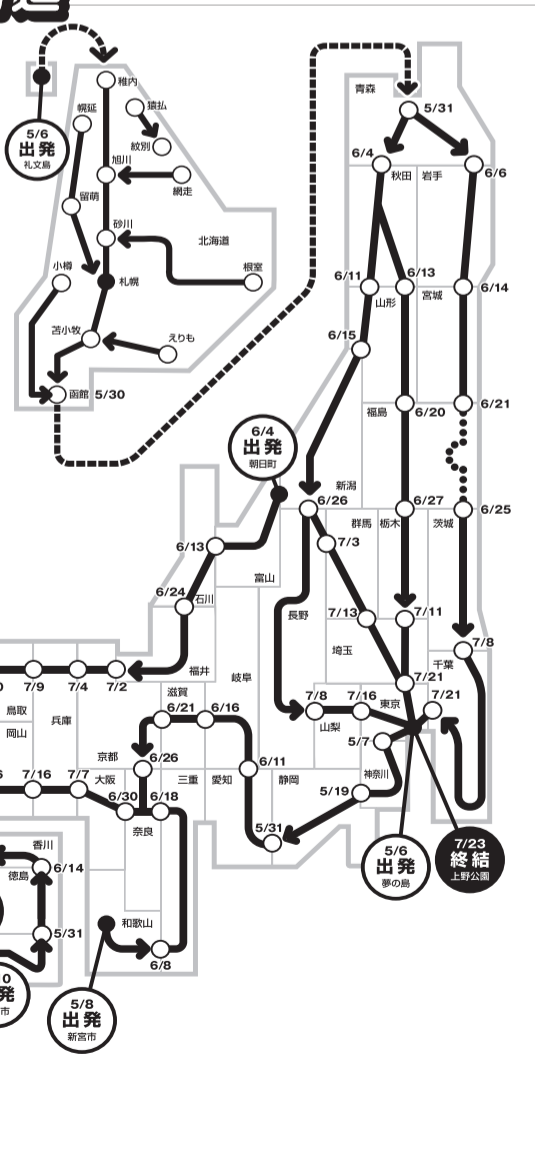 稚内
幌延
猿払
5/6
出発
礼文島
紋別
旭川
網走
留萌
砂川
北海道
小樽
札幌
根室
苫小牧
えりも
函館 5/30
青森
5/31
6/4
秋田
岩手
6/6
6/11
6/13
山形
宮城
6/14
6/15
福島
6/20
6/21
6/4
出発
朝日町
新潟
6/26
群馬
栃木
6/27
茨城
6/25
6/13
7/3
富山
6/24
石川
長野
7/13
7/11
埼玉
千葉
7/8
福井
岐阜
7/9
7/4
7/2
滋賀
7/21
鳥取
岡山
兵庫
6/21
6/16
7/8
7/16
東京
7/21
山梨
5/7
京都
6/26
6/11
7/16
7/7
大阪
三重
愛知
静岡
神奈川
6/30
6/18
5/19
奈良
5/31
香川
6/14
徳島
5/6
出発
夢の島
7/23
終結
上野公園
和歌山
5/31
6/8
5/8
出発
新宮市